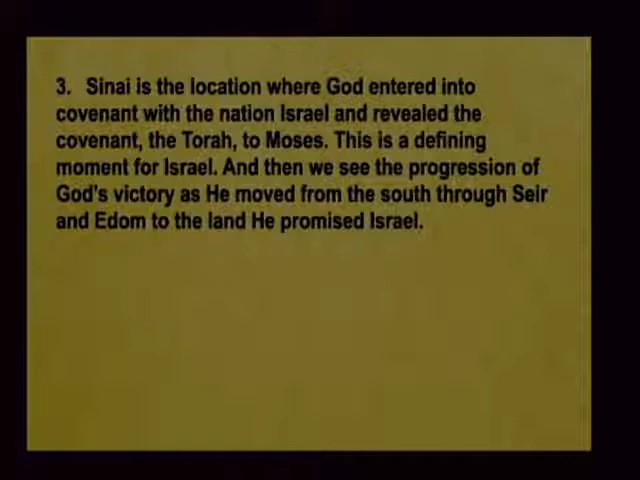 3. Sinai is the location where God entered into
covenant with the nation Israel and revealed the
covenant, the Torah, to Moses. This is a defining
moment for Israel. And then we see the progression of
God's victory as He moved from the south through Seir
and Edom to the land He promised Israel.